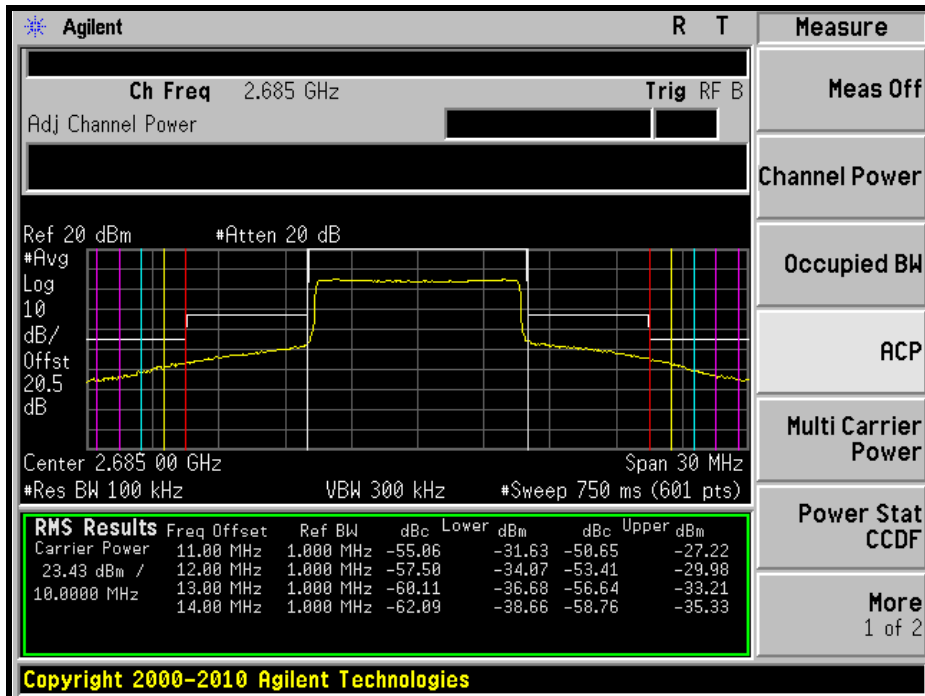 Agilent R T Measure
Ch Freq 2.685 GHz Trig RF B
Meas Off
Adj Channel Power
Channel Power
Ref 20 dBm #Atten 20 dB
#Avg
Log
10
dB/
Offst
20.5
dB
Occupied BW
ACP
Multi Carrier
Power
Center 2.685 00 GHz Span 30 MHz
#Res BW 100 kHz VBW 300 kHz #Sweep 750 ms (601 pts)
Power Stat
CCDF
RMS Results Freq Offset Ref BW dBc Lower dBm dBc Upper dBm
Carrier Power 11.00 MHz 1.000 MHz -55.06 -31.63 -50.65 -27.22
23.43 dBm / 12.00 MHz 1.000 MHz -57.50 -34.07 -53.41 -29.98
10.0000 MHz 13.00 MHz 1.000 MHz -60.11 -36.68 -56.64 -33.21
14.00 MHz 1.000 MHz -62.09 -38.66 -58.76 -35.33
More
1 of 2
Copyright 2000-2010 Agilent Technologies